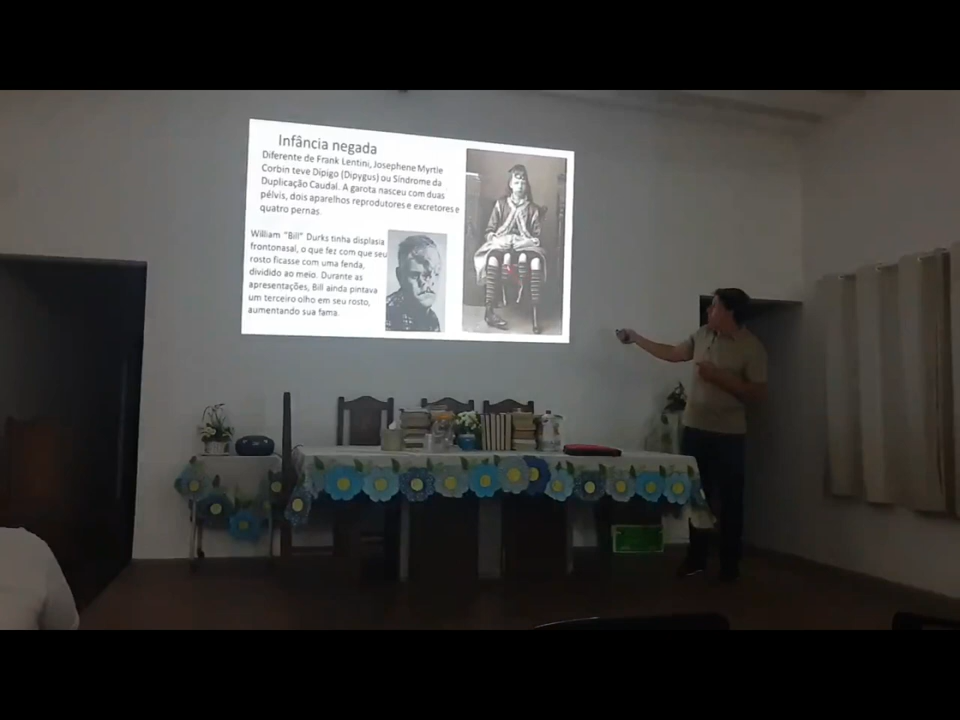 Infância negada
Diferente de Frank Lentini, Josephene Myrtle
Corbin teve Dipigo (Dipygus) ou Síndrome da
Duplicação Caudal. A garota nasceu com duas
pélvis, dois aparelhos reprodutores e excretores e
quatro pernas.
William "Bill" Durks tinha displasia
frontonasal, o que fez com que seu
rosto ficasse com uma fenda,
dividido ao meio. Durante as
apresentações, Bill ainda pintava
um terceiro olho em seu rosto,
aumentando sua fama.